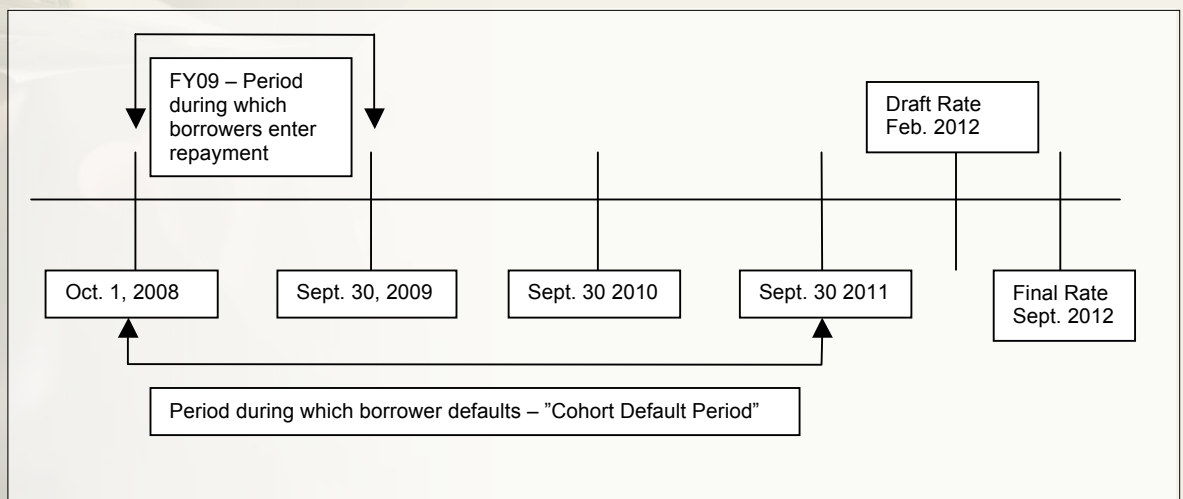 FY09 – Period
during which
borrowers enter
repayment
Draft Rate
Feb. 2012
Oct. 1, 2008
Sept. 30, 2009
Sept. 30 2010
Sept. 30 2011
Final Rate
Sept. 2012
Period during which borrower defaults – ”Cohort Default Period”